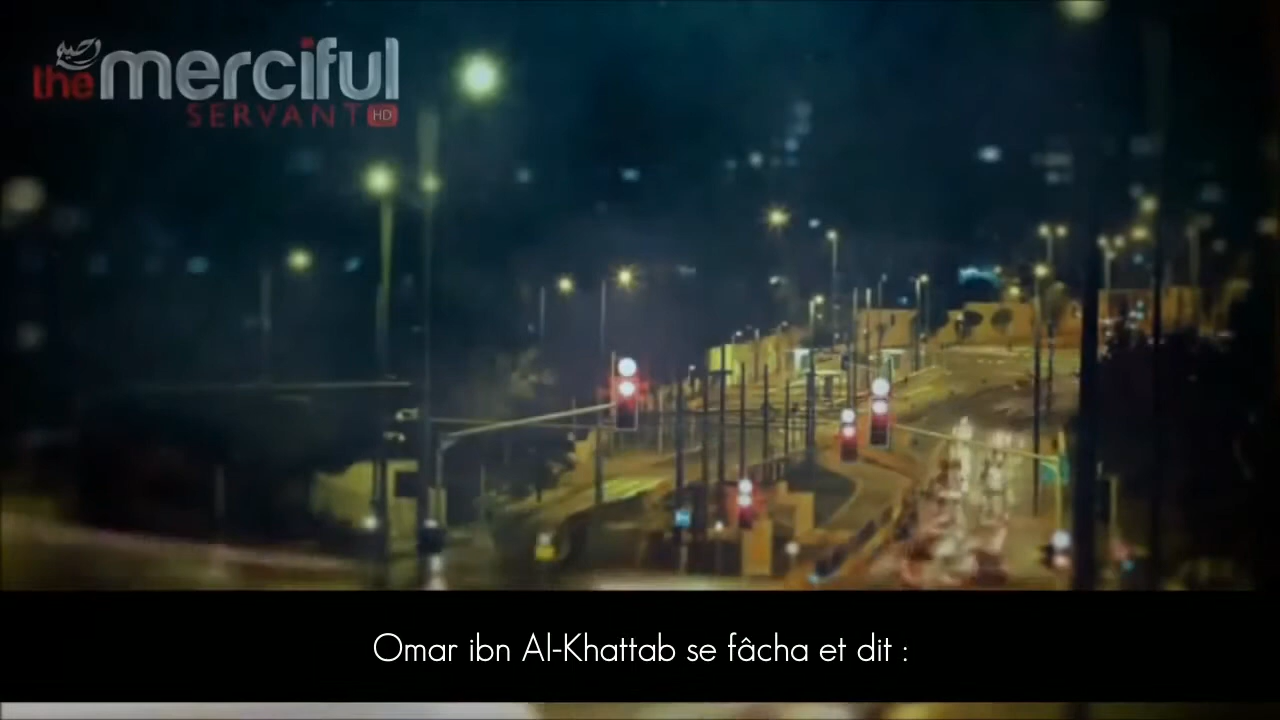 the merciful
SERVANT HD
Omar ibn Al-Khattab se fâcha et dit :